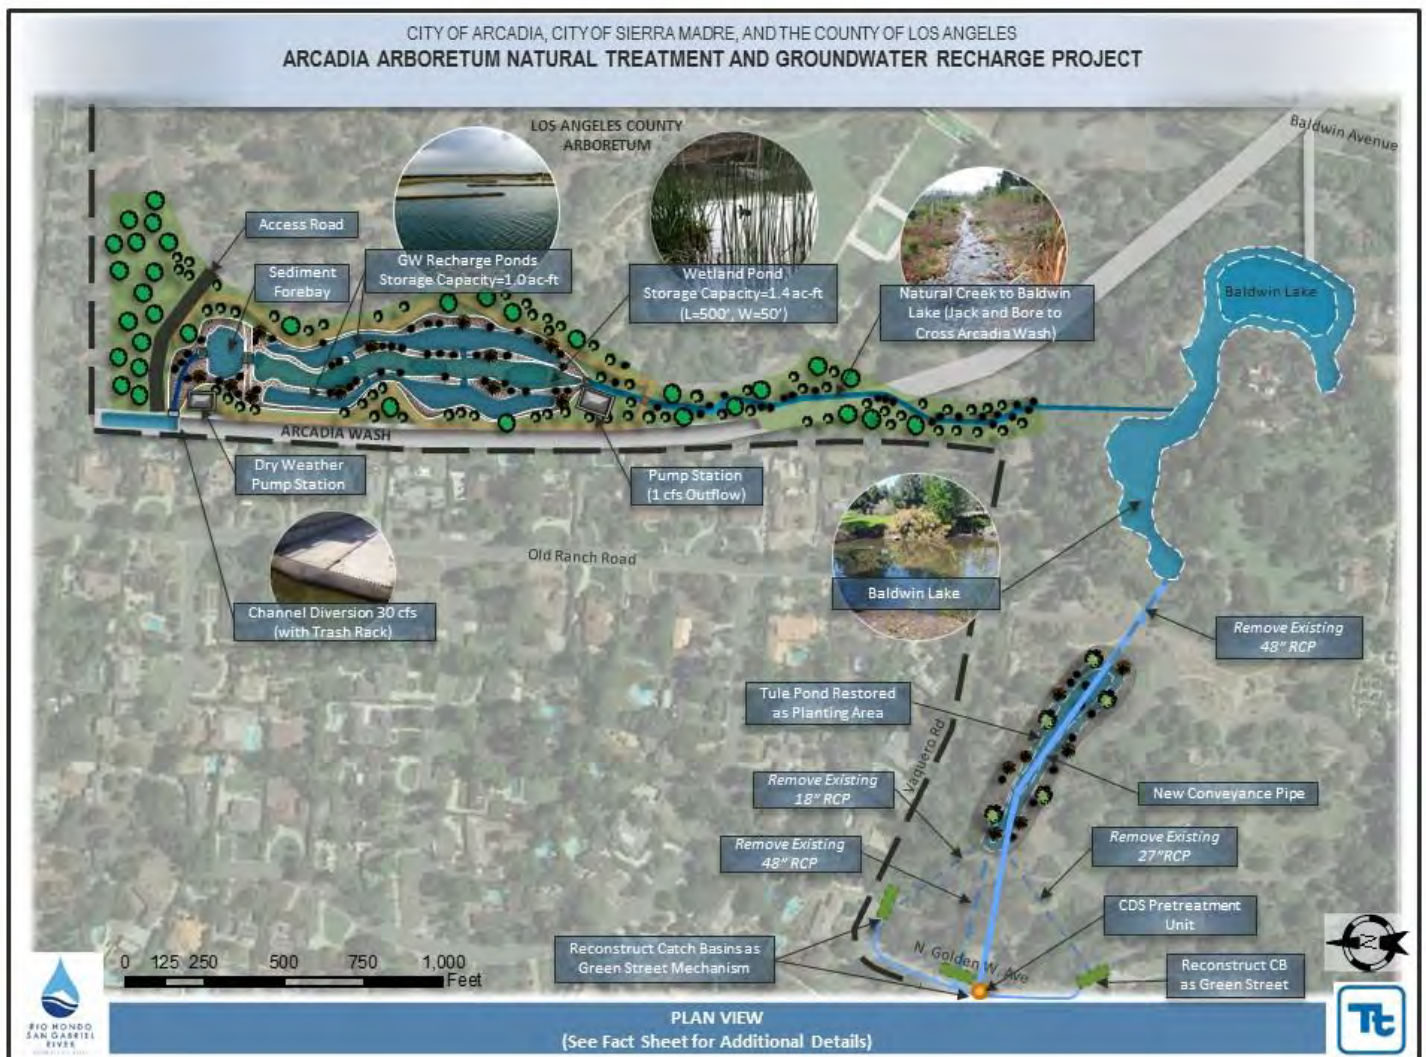 CITY OF ARCADIA, CITY OF SIERRA MADRE, AND THE COUNTY OF LOS ANGELES
ARCADIA ARBORETUM NATURAL TREATMENT AND GROUNDWATER RECHARGE PROJECT
LOS ANGELES COUNTY
ARBORETUM
Baldwin Avenue
Access Road
Sediment
Forebay
GW Recharge Ponds
Storage Capacity=1.0 ac-ft
Wetland Pond
Storage Capacity=1.4 ac-ft
(L=500', W=50')
Natural Creek to Baldwin
Lake (Jack and Bore to
Cross Arcadia Wash)
Baldwin Lake
ARCADIA WASH
Dry Weather
Pump Station
Pump Station
(1 cfs Outflow)
Old Ranch Road
Channel Diversion 30 cfs
(with Trash Rack)
Baldwin Lake
Remove Existing
48" RCP
Tule Pond Restored
as Planting Area
Vaquero Rd
Remove Existing
18" RCP
New Conveyance Pipe
Remove Existing
48" RCP
Remove Existing
27" RCP
CDS Pretreatment
Unit
Reconstruct Catch Basins as
Green Street Mechanism
N. Golden W. Ave
Reconstruct CB
as Green Street
N
0 125 250 500 750 1,000
Feet
RIO HONDO
SAN GABRIEL
RIVER
PLAN VIEW
(See Fact Sheet for Additional Details)
Tt